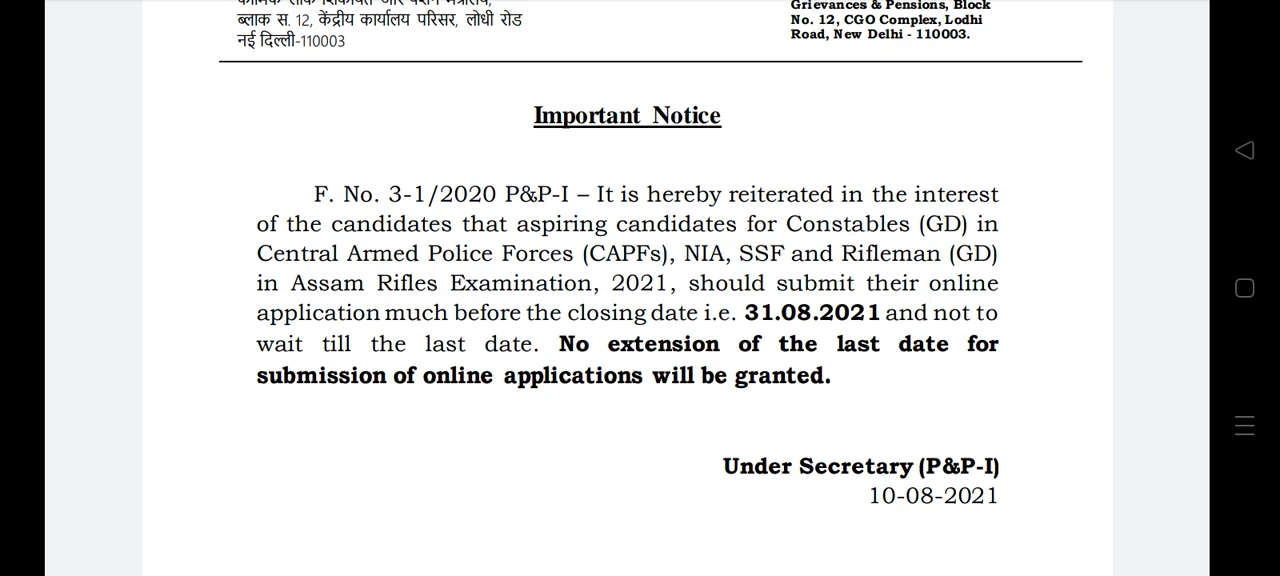 ब्लाक स. 12, केंद्रीय कार्यालय परिसर, लोधी रोड
नई दिल्ली-110003
Grievances & Pensions, Block
No. 12, CGO Complex, Lodhi
Road, New Delhi - 110003.
Important Notice
F. No. 3-1/2020 P&P-I – It is hereby reiterated in the interest
of the candidates that aspiring candidates for Constables (GD) in
Central Armed Police Forces (CAPFs), NIA, SSF and Rifleman (GD)
in Assam Rifles Examination, 2021, should submit their online
application much before the closing date i.e. 31.08.2021 and not to
wait till the last date. No extension of the last date for
submission of online applications will be granted.
Under Secretary (P&P-I)
10-08-2021